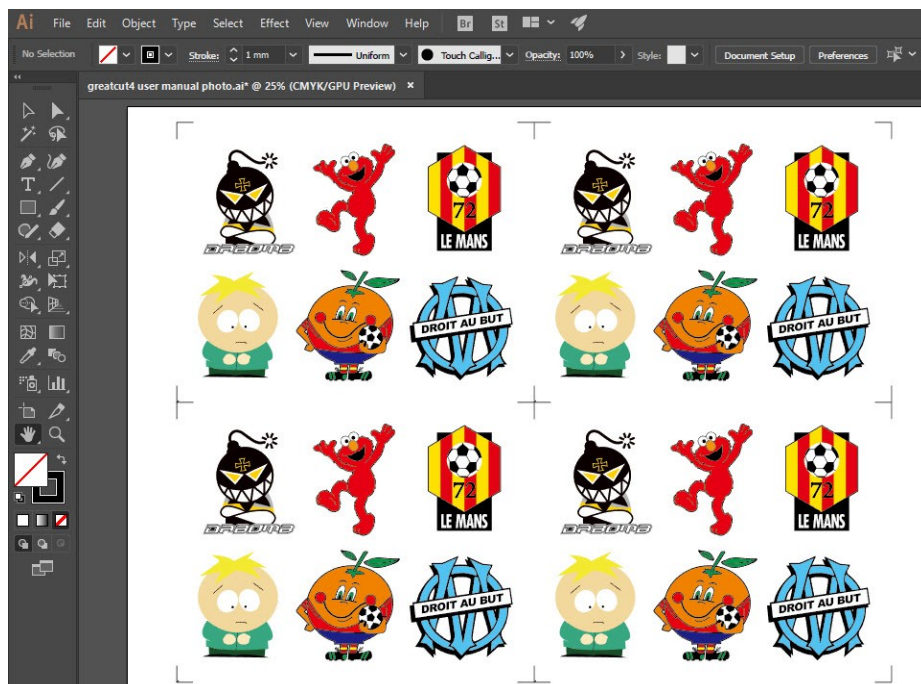 Ai File Edit Object Type Select Effect View Window Help Br St
No Selection Stroke: 1 mm Uniform Touch Callig... Opacity: 100% Style: Document Setup Preferences
greatcut4 user manual photo.ai* @ 25% (CMYK/GPU Preview) ×
72 72
LE MANS LE MANS
DROIT AU BUT DROIT AU BUT
72 72
LE MANS LE MANS
DROIT AU BUT DROIT AU BUT